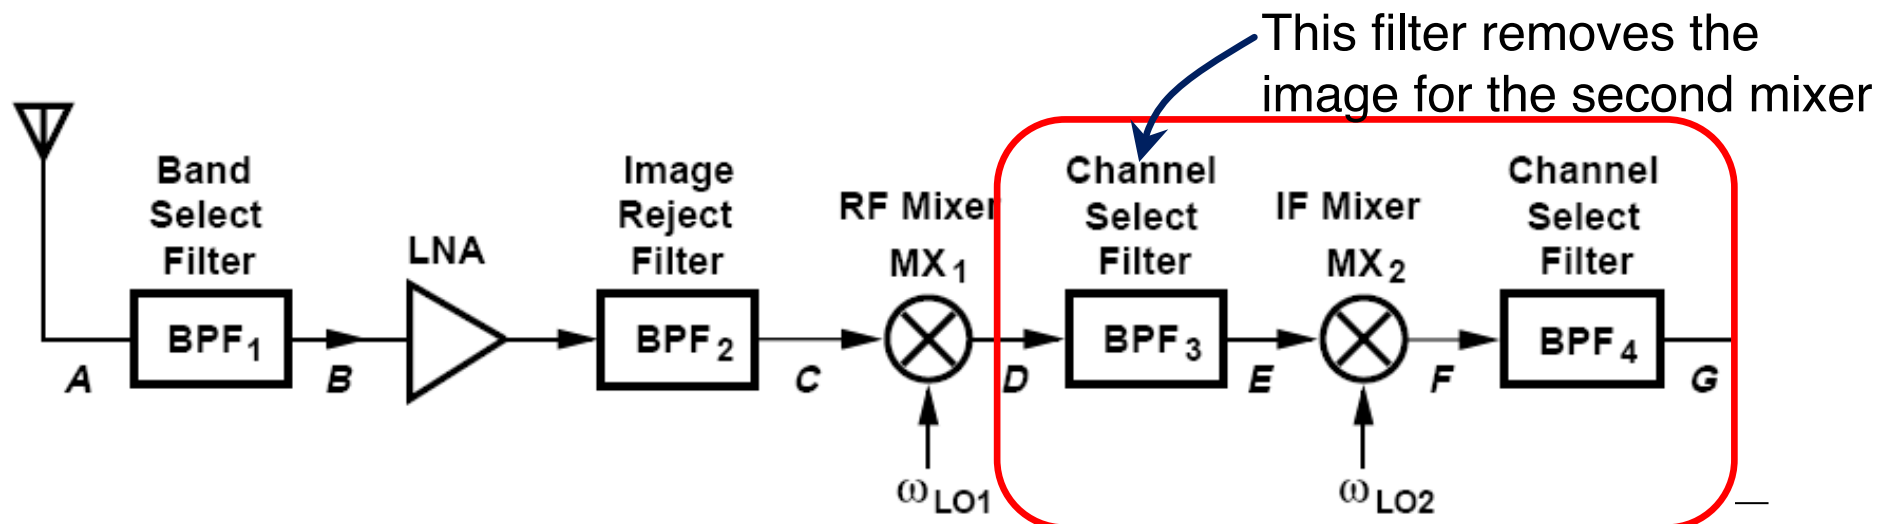 This filter removes the
image for the second mixer
Band
Select
Filter
LNA
Image
Reject
Filter
RF Mixer
MX1
Channel
Select
Filter
IF Mixer
MX2
Channel
Select
Filter
BPF1
BPF2
BPF3
BPF4
A
B
C
D
E
F
G
ωLO1
ωLO2